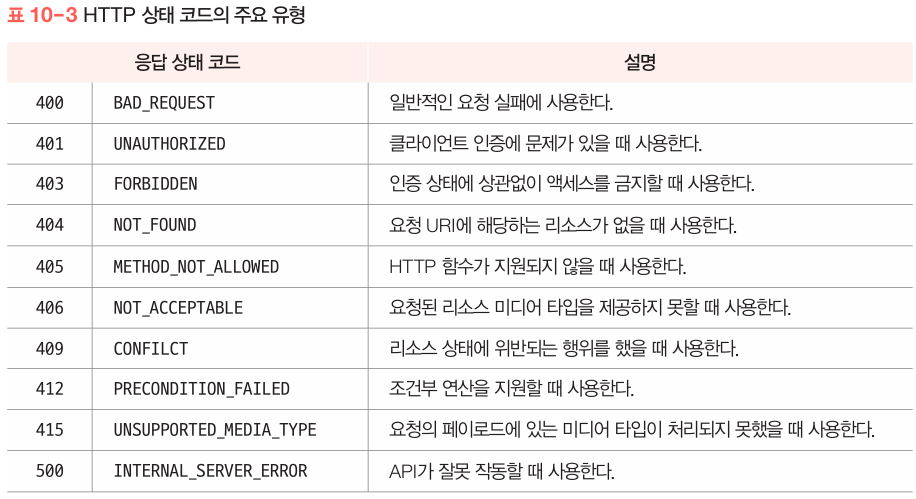 표 10-3 HTTP 상태 코드의 주요 유형
응답 상태 코드 설명
400 BAD_REQUEST 일반적인 요청 실패에 사용한다.
401 UNAUTHORIZED 클라이언트 인증에 문제가 있을 때 사용한다.
403 FORBIDDEN 인증 상태에 상관없이 액세스를 금지할 때 사용한다.
404 NOT_FOUND 요청 URI에 해당하는 리소스가 없을 때 사용한다.
405 METHOD_NOT_ALLOWED HTTP 함수가 지원되지 않을 때 사용한다.
406 NOT_ACCEPTABLE 요청된 리소스 미디어 타입을 제공하지 못할 때 사용한다.
409 CONFILCT 리소스 상태에 위반되는 행위를 했을 때 사용한다.
412 PRECONDITION_FAILED 조건부 연산을 지원할 때 사용한다.
415 UNSUPPORTED_MEDIA_TYPE 요청의 페이로드에 있는 미디어 타입이 처리되지 못했을 때 사용한다.
500 INTERNAL_SERVER_ERROR API가 잘못 작동할 때 사용한다.